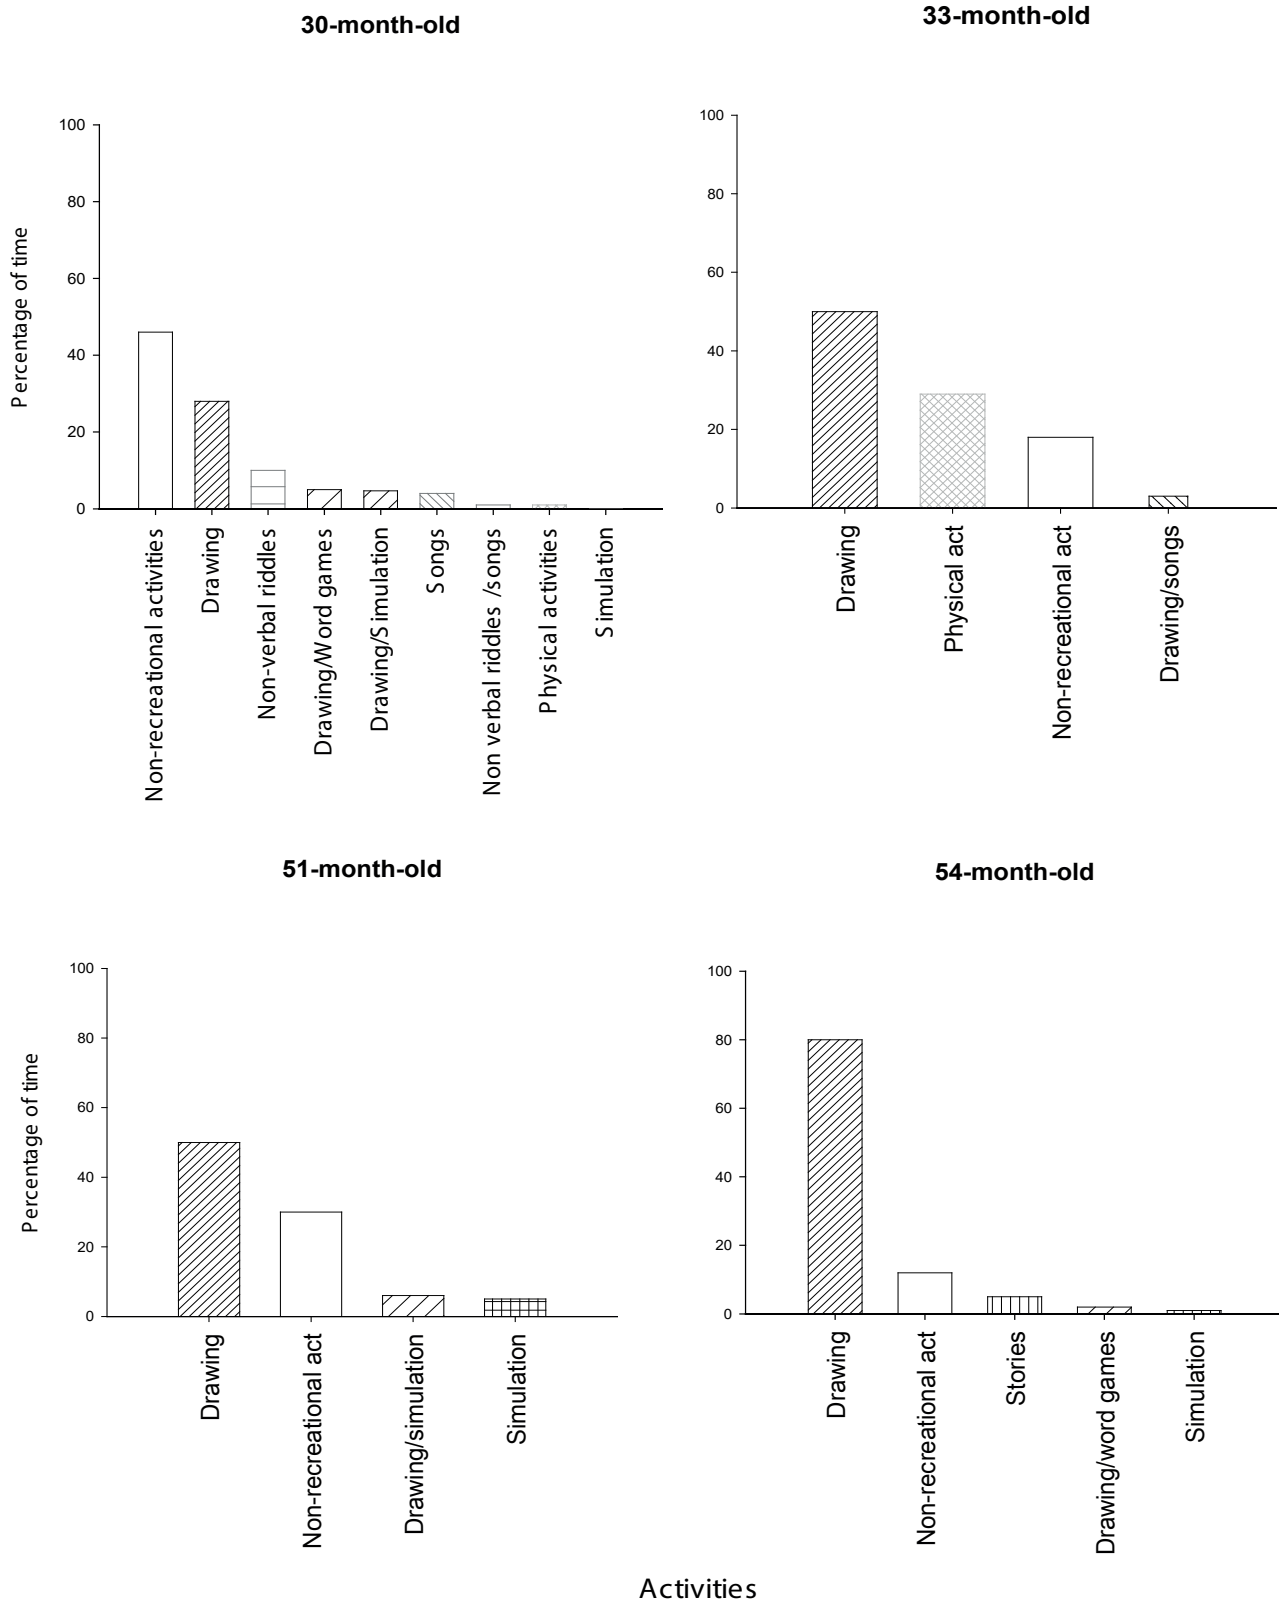 30-month-old
Percentage of time
100
80
60
40
20
0
Non-recreational activities
Drawing
Non-verbal riddles
Drawing/Word games
Drawing/Simulation
Songs
Non verbal riddles /songs
Physical activities
Simulation
33-month-old
100
80
60
40
20
0
Drawing
Physical act
Non-recreational act
Drawing/songs
51-month-old
Percentage of time
100
80
60
40
20
0
Drawing
Non-recreational act
Drawing/simulation
Simulation
54-month-old
100
80
60
40
20
0
Drawing
Non-recreational act
Stories
Drawing/word games
Simulation
Activities